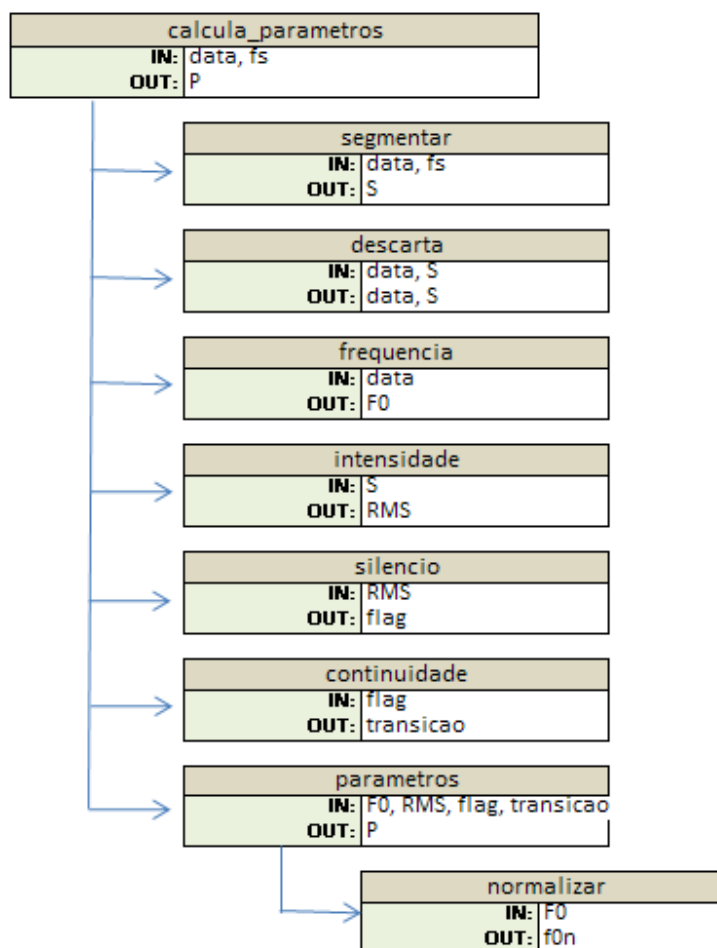 calcula_parametros
IN: data, fs
OUT: P
segmentar
IN: data, fs
OUT: S
descarta
IN: data, S
OUT: data, S
frequencia
IN: data
OUT: F0
intensidade
IN: S
OUT: RMS
silencio
IN: RMS
OUT: flag
continuidade
IN: flag
OUT: transicao
parametros
IN: F0, RMS, flag, transicao
OUT: P
normalizar
IN: F0
OUT: f0n